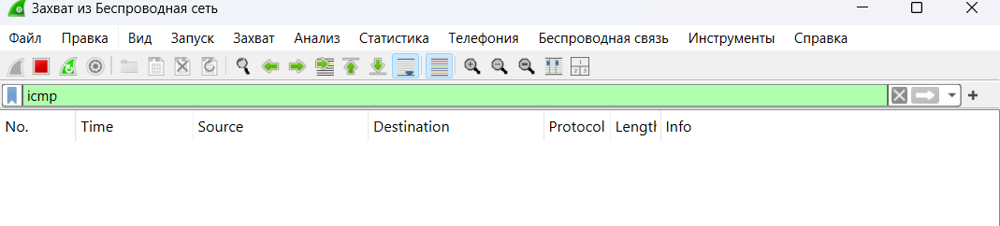 Захват из Беспроводная сеть
Файл Правка Вид Запуск Захват Анализ Статистика Телефония Беспроводная связь Инструменты Справка
icmp
No. Time Source Destination Protocol Length Info